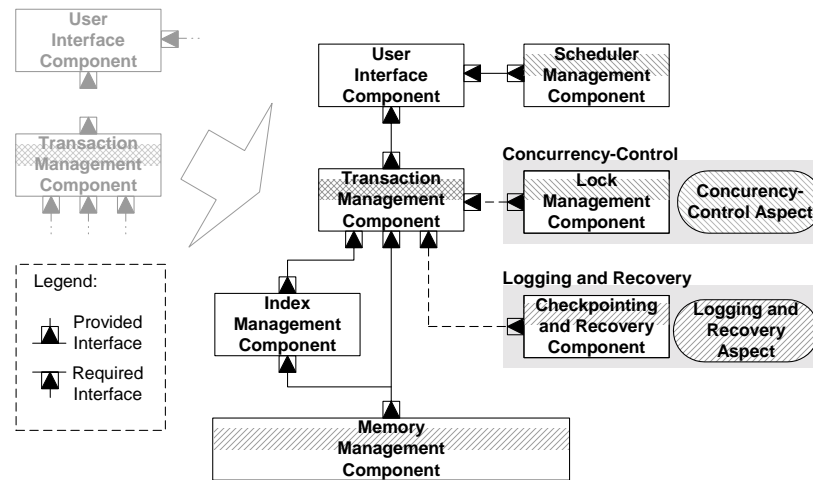 User
Interface
Component
Transaction
Management
Component
Legend:
Provided
Interface
Required
Interface
User
Interface
Component
Scheduler
Management
Component
Transaction
Management
Component
Concurrency-Control
Lock
Management
Component
Concurency-
Control Aspect
Index
Management
Component
Logging and Recovery
Checkpointing
and Recovery
Component
Logging and
Recovery
Aspect
Memory
Management
Component